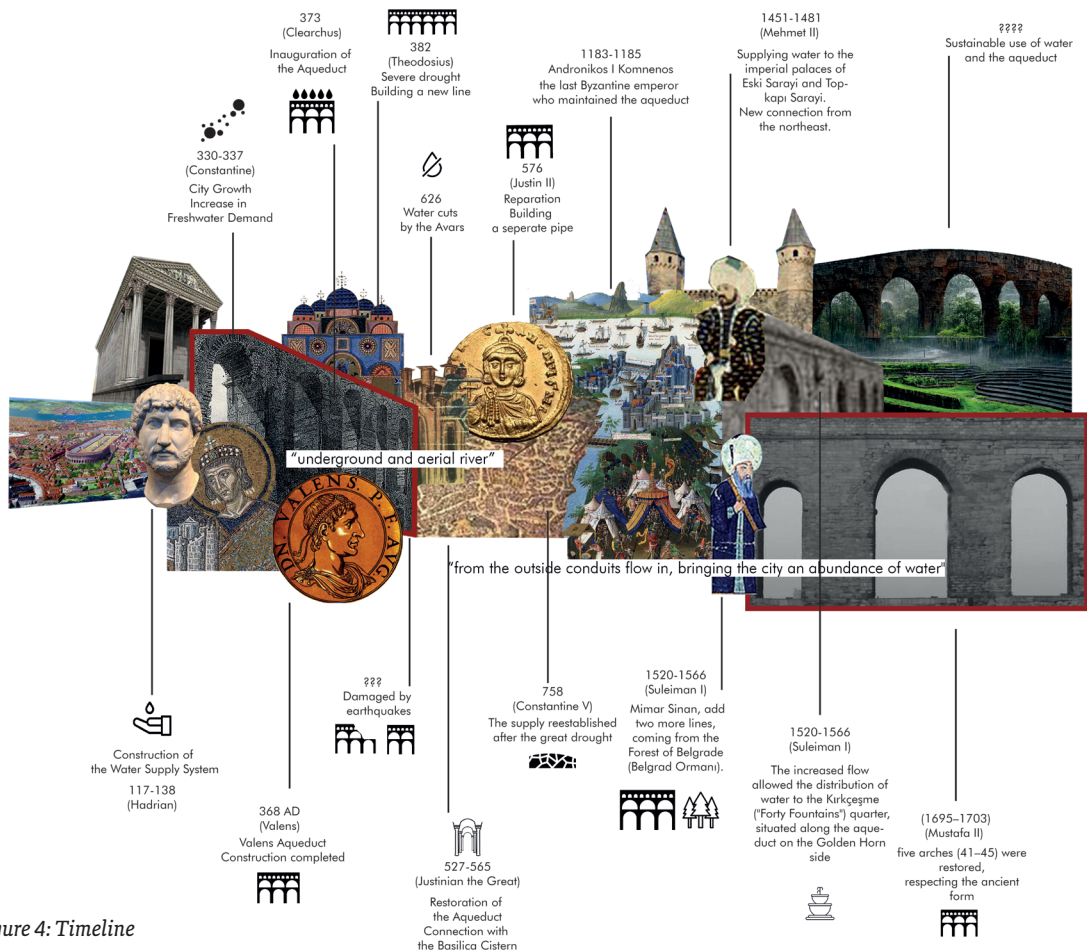 373
(Clearchus)
Inauguration of
the Aqueduct
382
(Theodosius)
Severe drought
Building a new line
1183-1185
Andronikos I Komnenos
the last Byzantine emperor
who maintained the aqueduct
1451-1481
(Mehmet II)
Supplying water to the
imperial palaces of
Eski Sarayi and Top-
kapı Sarayi.
New connection from
the northeast.
????
Sustainable use of water
and the aqueduct
330-337
(Constantine)
City Growth
Increase in
Freshwater Demand
626
Water cuts
by the Avars
576
(Justin II)
Reparation
Building
a seperate pipe
“underground and aerial river”
DN. VALENS. P. F. AVG.
“from the outside conduits flow in, bringing the city an abundance of water"
Construction of
the Water Supply System
117-138
(Hadrian)
368 AD
(Valens)
Valens Aqueduct
Construction completed
???
Damaged by
earthquakes
527-565
(Justinian the Great)
Restoration of
the Aqueduct
Connection with
the Basilica Cistern
758
(Constantine V)
The supply reestablished
after the great drought
1520-1566
(Suleiman I)
Mimar Sinan, add
two more lines,
coming from the
Forest of Belgrade
(Belgrad Ormanı).
1520-1566
(Suleiman I)
The increased flow
allowed the distribution of
water to the Kırkçeşme
("Forty Fountains") quarter,
situated along the aque-
duct on the Golden Horn
side
(1695–1703)
(Mustafa II)
five arches (41–45) were
restored,
respecting the ancient
form
ure 4: Timeline